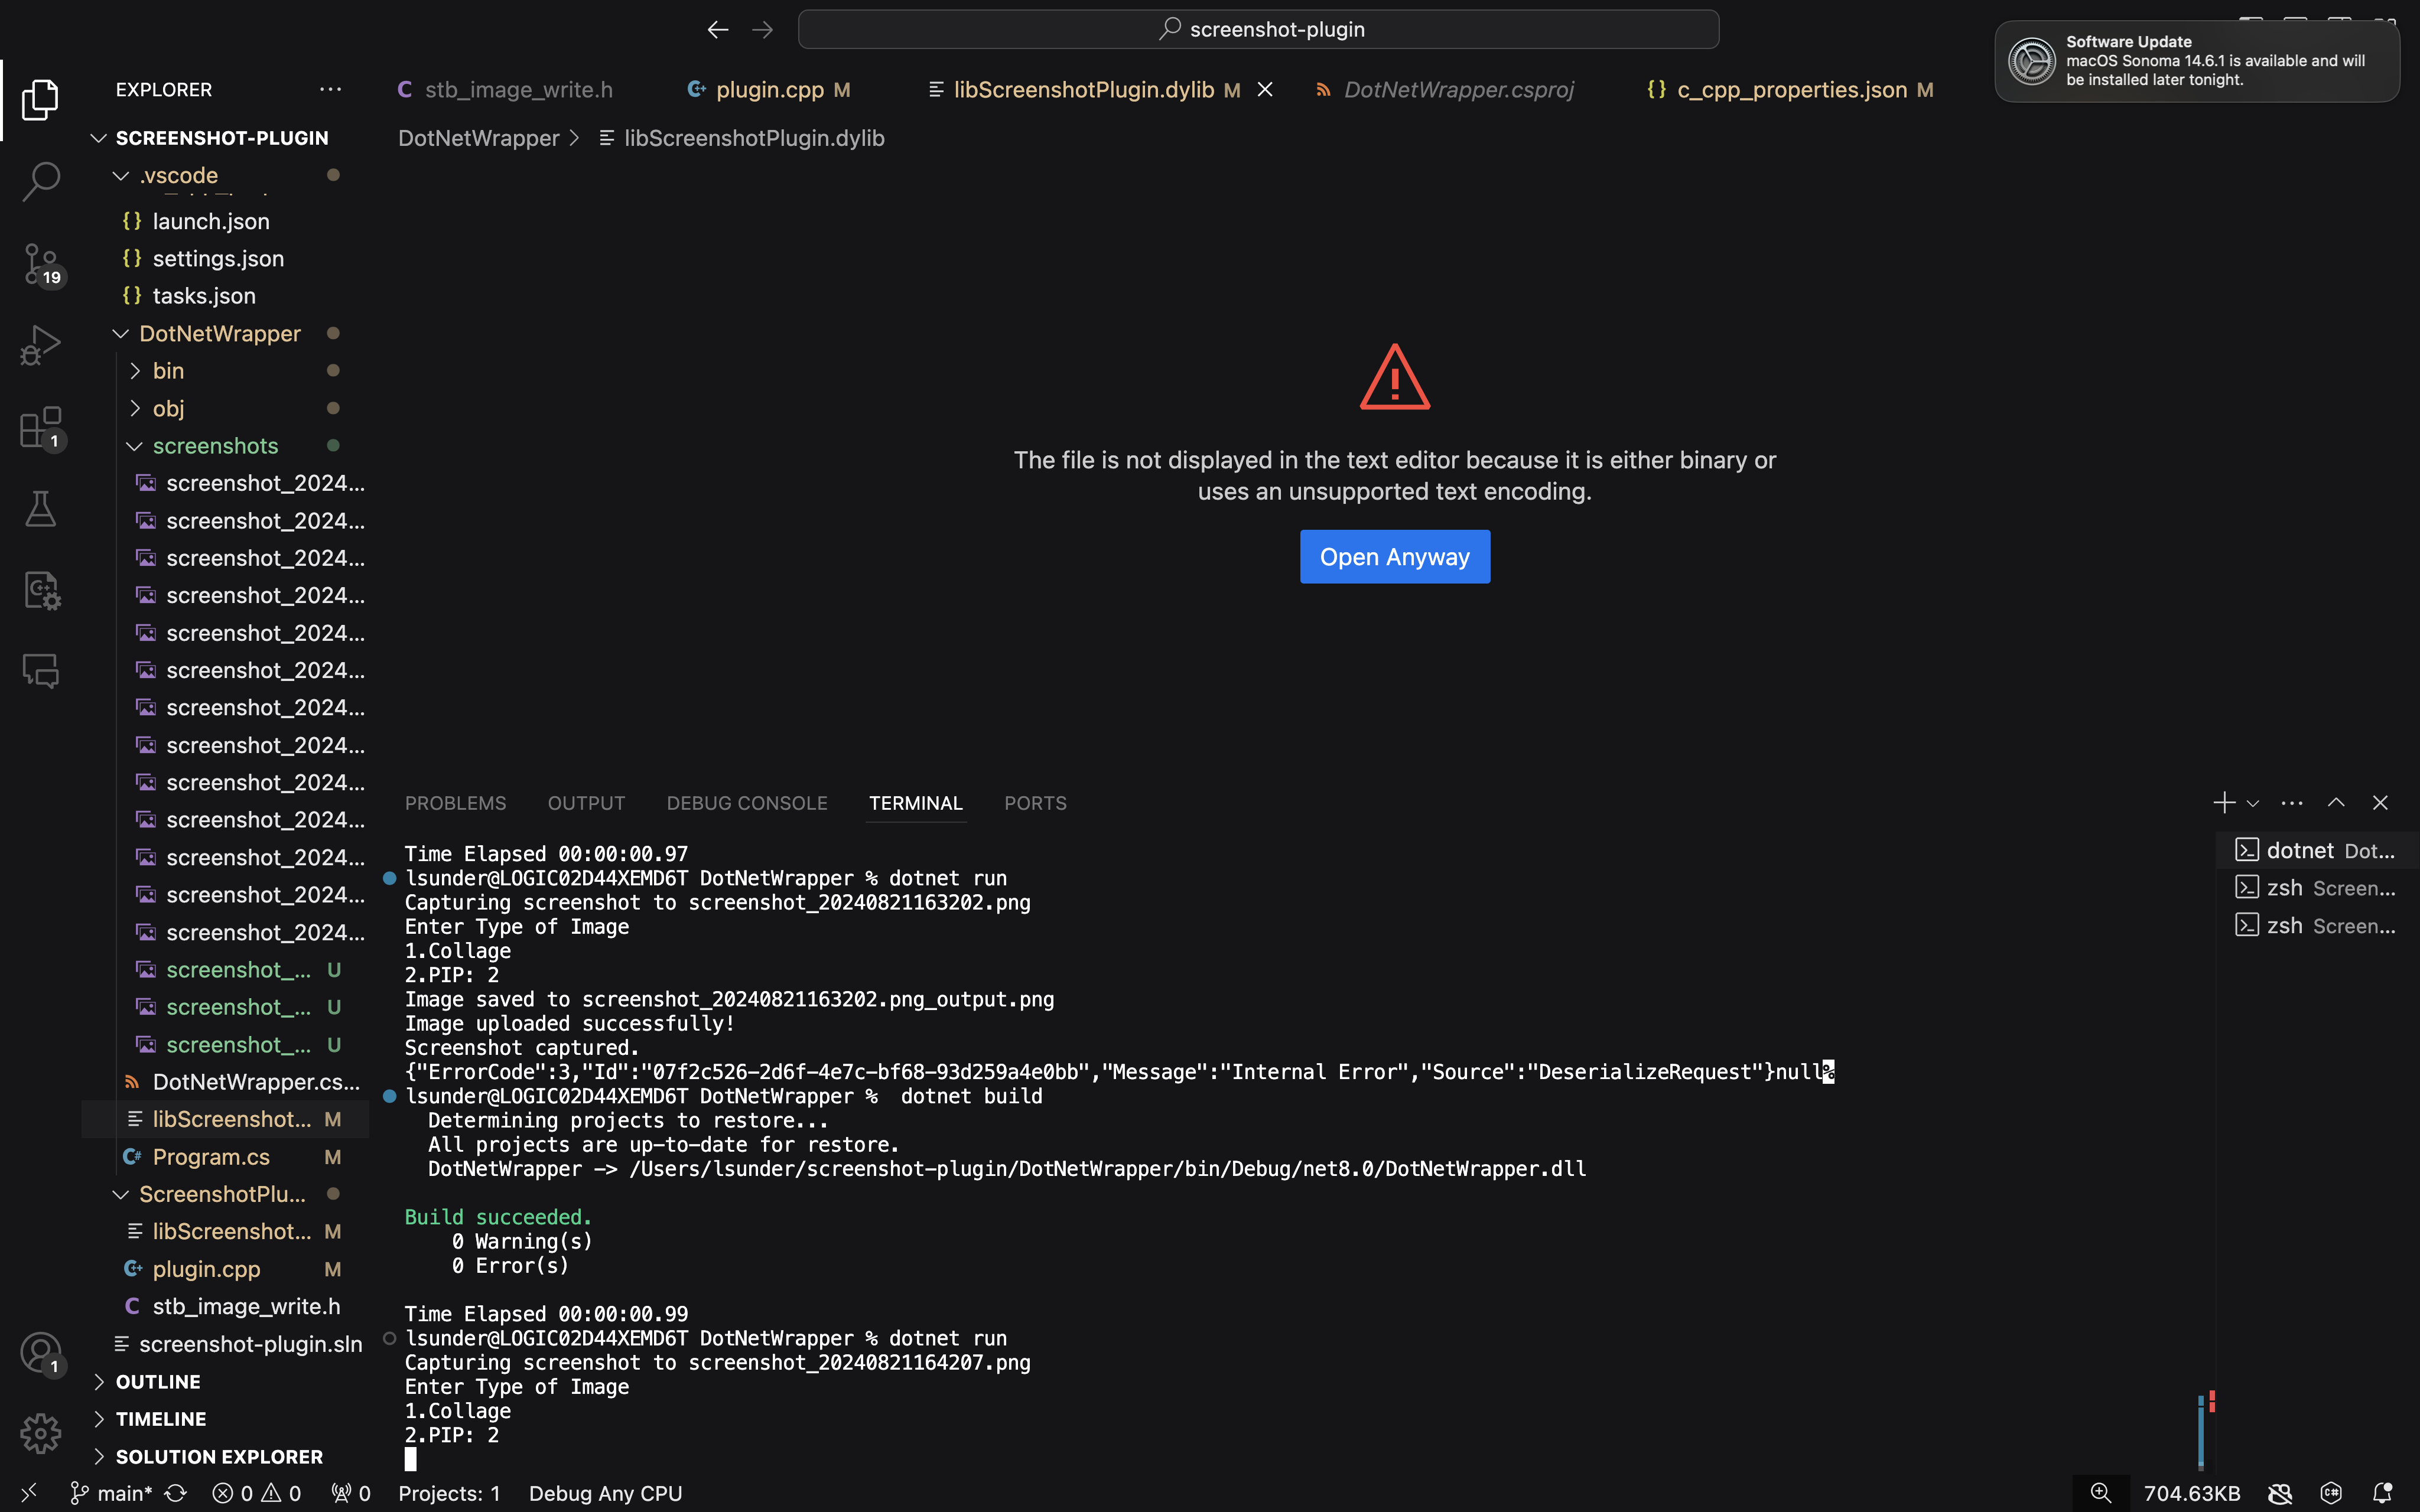 screenshot-plugin
Software Update
macOS Sonoma 14.6.1 is available and will
be installed later tonight.
EXPLORER
stb_image_write.h
plugin.cpp M
libScreenshotPlugin.dylib M
DotNetWrapper.csproj
{} c_cpp_properties.json M
SCREENSHOT-PLUGIN
DotNetWrapper > libScreenshotPlugin.dylib
.vscode
{} launch.json
{} settings.json
{} tasks.json
DotNetWrapper
bin
obj
screenshots
screenshot_2024...
screenshot_2024...
screenshot_2024...
screenshot_2024...
screenshot_2024...
screenshot_2024...
screenshot_2024...
screenshot_2024...
screenshot_2024...
screenshot_2024...
screenshot_2024...
screenshot_2024...
screenshot_2024...
screenshot_... U
screenshot_... U
screenshot_... U
DotNetWrapper.cs...
libScreenshot... M
Program.cs M
ScreenshotPlu...
libScreenshot... M
plugin.cpp M
stb_image_write.h
screenshot-plugin.sln
OUTLINE
TIMELINE
SOLUTION EXPLORER
19
1
1
The file is not displayed in the text editor because it is either binary or
uses an unsupported text encoding.
Open Anyway
PROBLEMS OUTPUT DEBUG CONSOLE TERMINAL PORTS
Time Elapsed 00:00:00.97
lsunder@LOGIC02D44XEMD6T DotNetWrapper % dotnet run
Capturing screenshot to screenshot_20240821163202.png
Enter Type of Image
1.Collage
2.PIP: 2
Image saved to screenshot_20240821163202.png_output.png
Image uploaded successfully!
Screenshot captured.
{"ErrorCode":3,"Id":"07f2c526-2d6f-4e7c-bf68-93d259a4e0bb","Message":"Internal Error","Source":"DeserializeRequest"}null%
lsunder@LOGIC02D44XEMD6T DotNetWrapper %  dotnet build
Determining projects to restore...
All projects are up-to-date for restore.
DotNetWrapper -> /Users/lsunder/screenshot-plugin/DotNetWrapper/bin/Debug/net8.0/DotNetWrapper.dll
Build succeeded.
0 Warning(s)
0 Error(s)
Time Elapsed 00:00:00.99
lsunder@LOGIC02D44XEMD6T DotNetWrapper % dotnet run
Capturing screenshot to screenshot_20240821164207.png
Enter Type of Image
1.Collage
2.PIP: 2
dotnet Dot...
zsh Screen...
zsh Screen...
main* 0 0 0 Projects: 1 Debug Any CPU 704.63KB